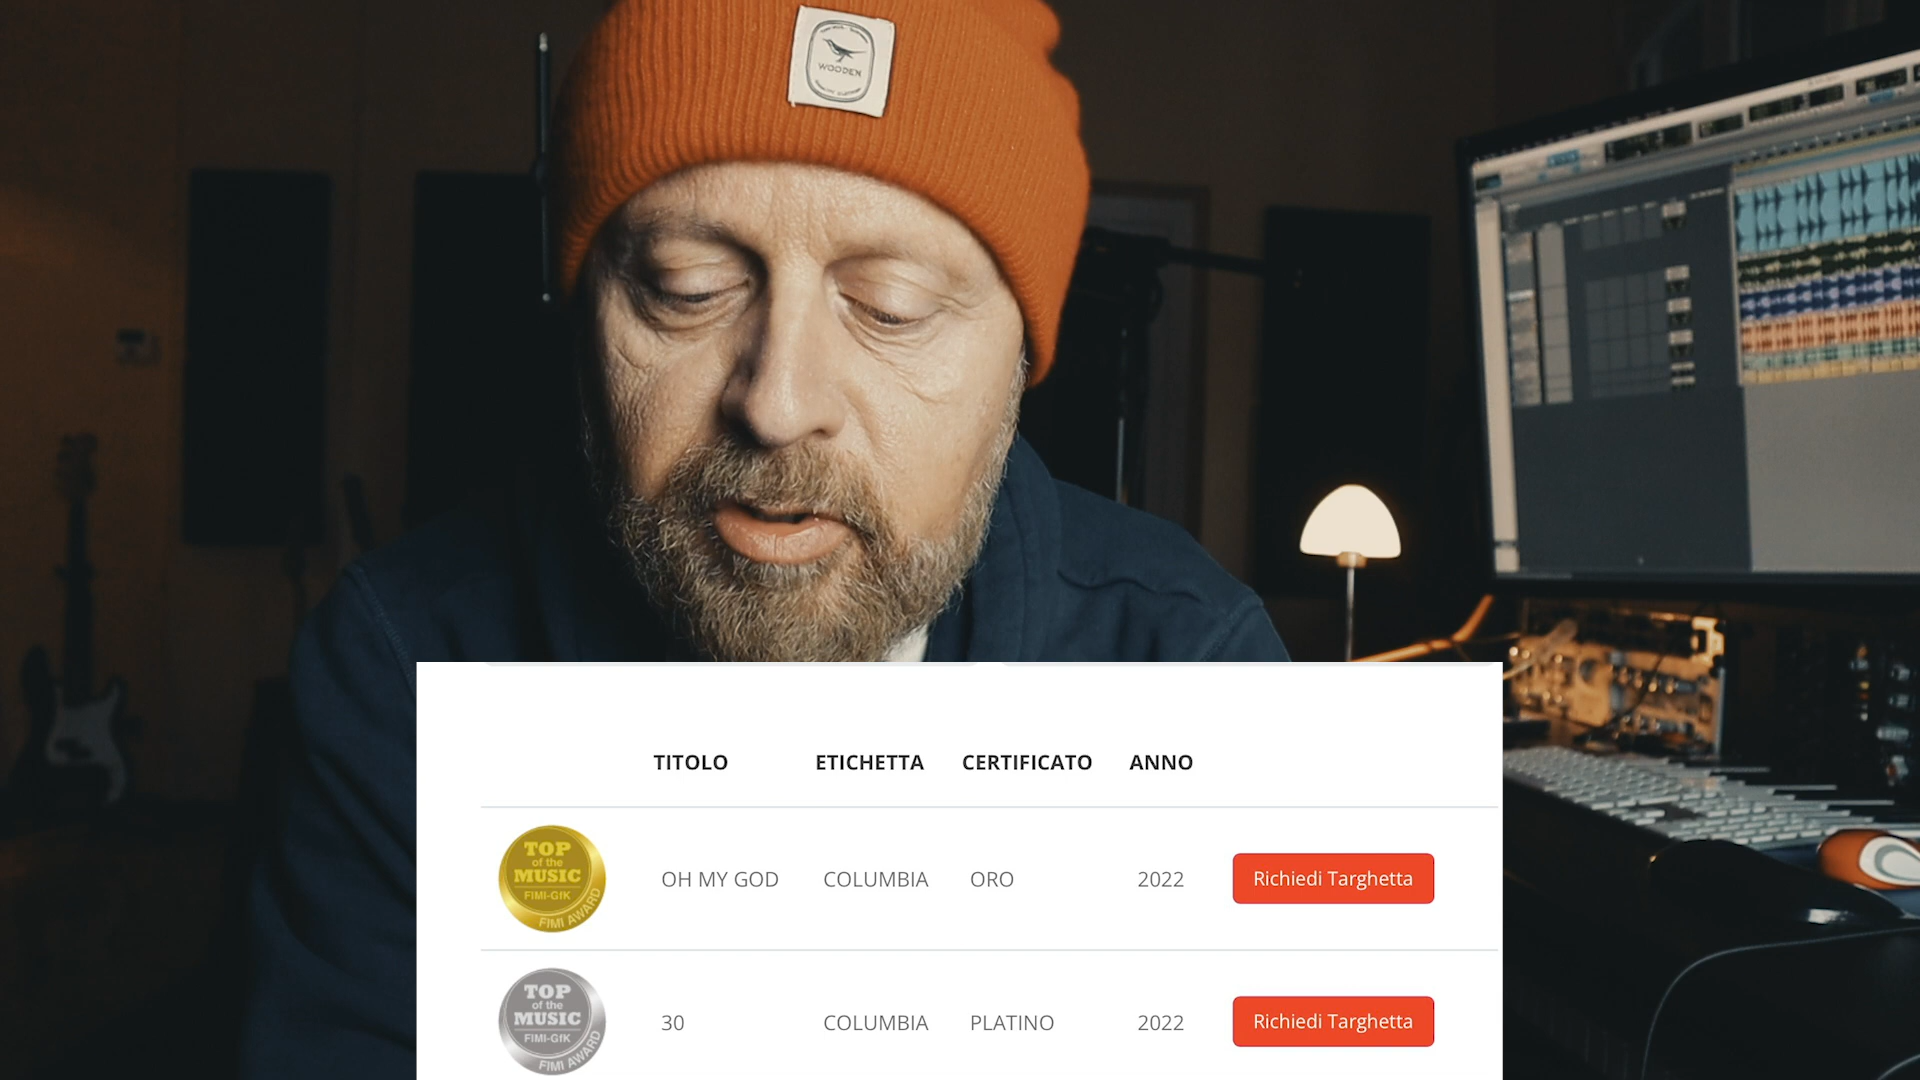 WOODEN
TITOLO ETICHETTA CERTIFICATO ANNO
TOP
of the
MUSIC
FIMI-GfK
FIMI AWARD
OH MY GOD COLUMBIA ORO 2022 Richiedi Targhetta
TOP
of the
MUSIC
FIMI-GfK
FIMI AWARD
30 COLUMBIA PLATINO 2022 Richiedi Targhetta